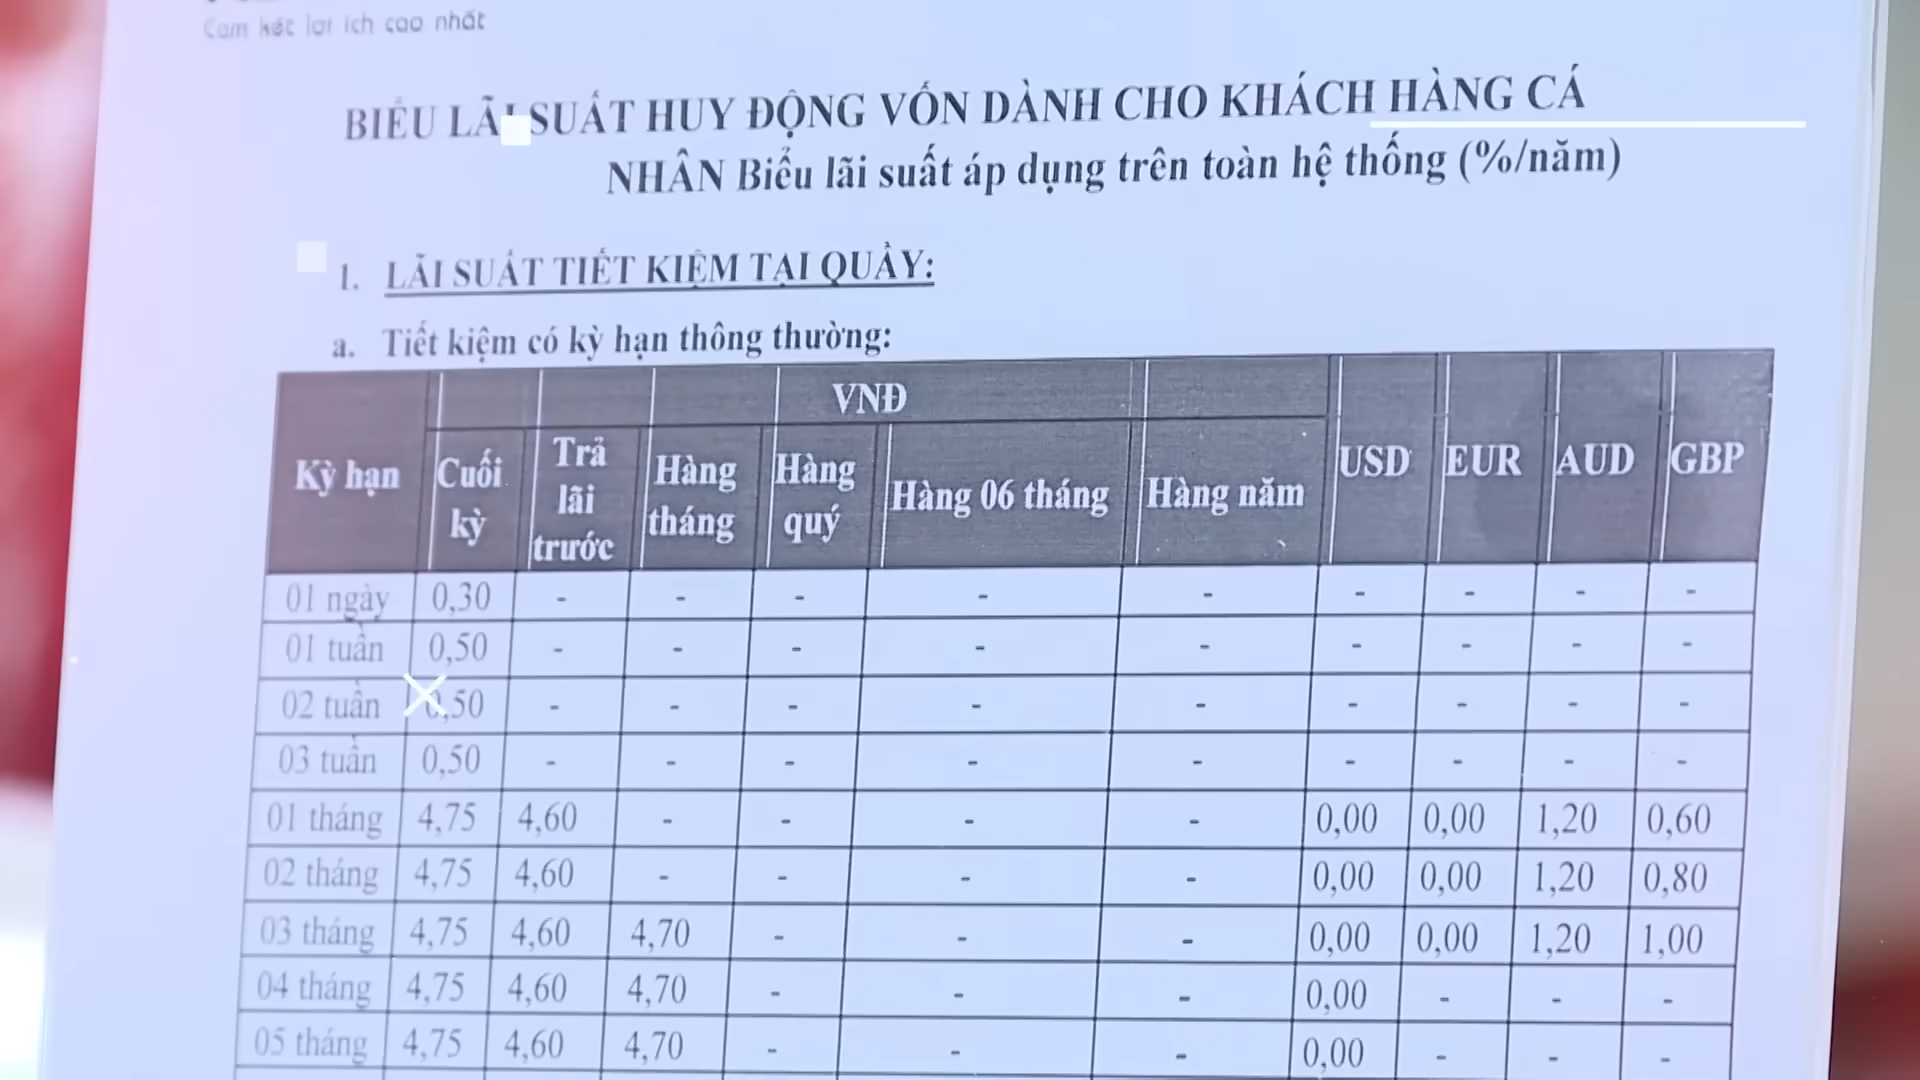 Cam kết lợi ích cao nhất
BIỂU LÃI SUẤT HUY ĐỘNG VỐN DÀNH CHO KHÁCH HÀNG CÁ
NHÂN Biểu lãi suất áp dụng trên toàn hệ thống (%/năm)
1. LÃI SUẤT TIẾT KIỆM TẠI QUẦY:
a. Tiết kiệm có kỳ hạn thông thường:
VNĐ
Kỳ hạn Cuối kỳ Trả lãi trước Hàng tháng Hàng quý Hàng 06 tháng Hàng năm USD EUR AUD GBP
01 ngày 0,30 - - - - - - - - -
01 tuần 0,50 - - - - - - - - -
02 tuần 0,50 - - - - - - - - -
03 tuần 0,50 - - - - - - - - -
01 tháng 4,75 4,60 - - - - 0,00 0,00 1,20 0,60
02 tháng 4,75 4,60 - - - - 0,00 0,00 1,20 0,80
03 tháng 4,75 4,60 4,70 - - - 0,00 0,00 1,20 1,00
04 tháng 4,75 4,60 4,70 - - - 0,00 - - -
05 tháng 4,75 4,60 4,70 - - - 0,00 - - -